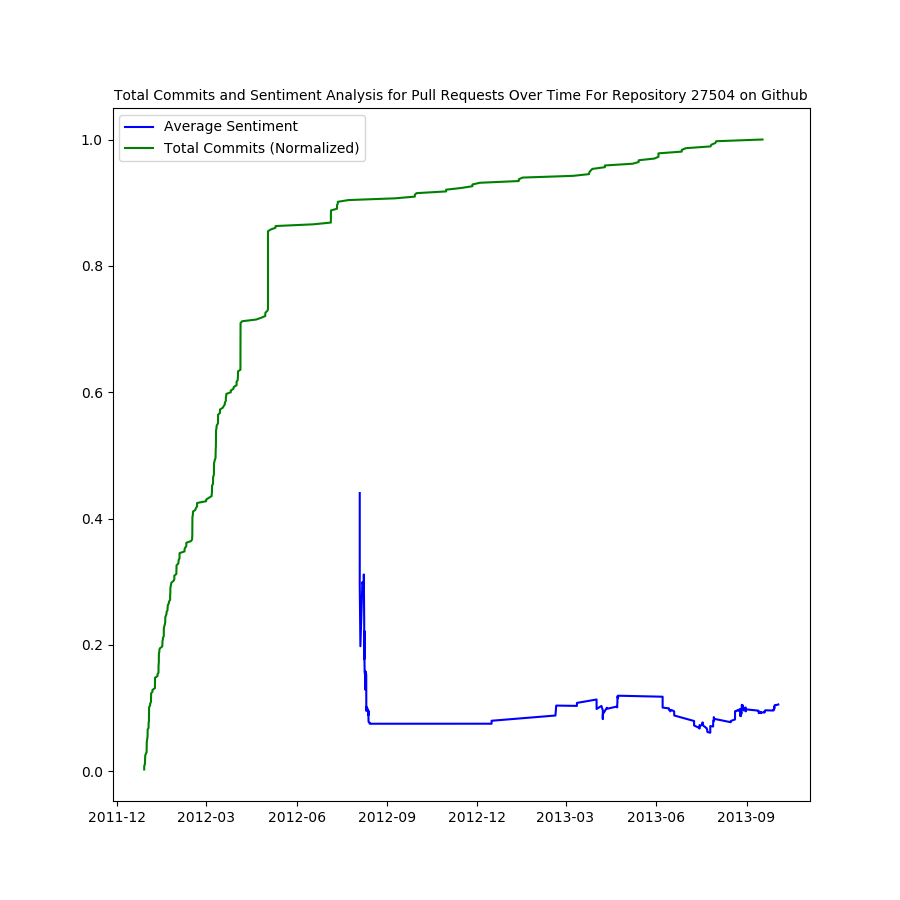 Total Commits and Sentiment Analysis for Pull Requests Over Time For Repository 27504 on Github
Average Sentiment
Total Commits (Normalized)
1.0
0.8
0.6
0.4
0.2
0.0
2011-12 2012-03 2012-06 2012-09 2012-12 2013-03 2013-06 2013-09